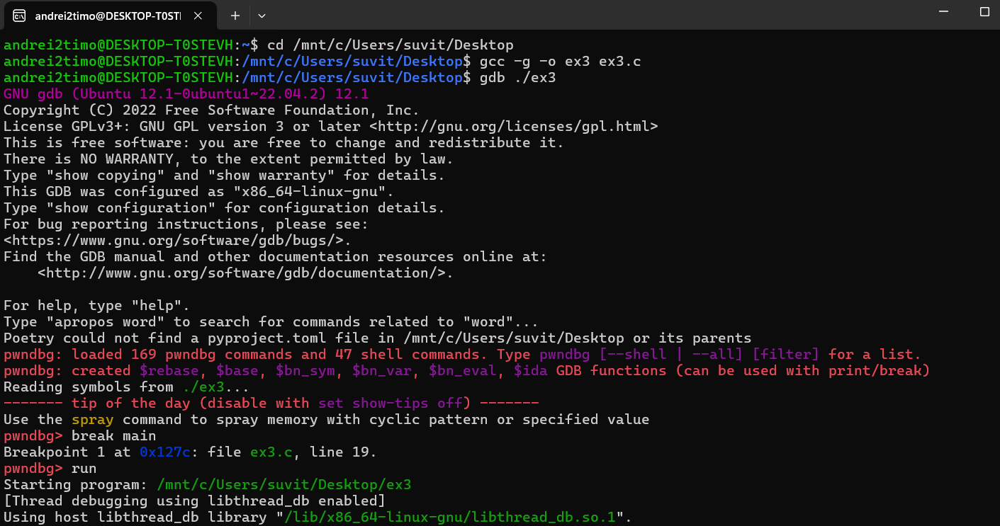 andrei2timo@DESKTOP-T0STI
andrei2timo@DESKTOP-T0STEVH:~$ cd /mnt/c/Users/suvit/Desktop
andrei2timo@DESKTOP-T0STEVH:/mnt/c/Users/suvit/Desktop$ gcc -g -o ex3 ex3.c
andrei2timo@DESKTOP-T0STEVH:/mnt/c/Users/suvit/Desktop$ gdb ./ex3
GNU gdb (Ubuntu 12.1-0ubuntu1~22.04.2) 12.1
Copyright (C) 2022 Free Software Foundation, Inc.
License GPLv3+: GNU GPL version 3 or later <http://gnu.org/licenses/gpl.html>
This is free software: you are free to change and redistribute it.
There is NO WARRANTY, to the extent permitted by law.
Type "show copying" and "show warranty" for details.
This GDB was configured as "x86_64-linux-gnu".
Type "show configuration" for configuration details.
For bug reporting instructions, please see:
<https://www.gnu.org/software/gdb/bugs/>.
Find the GDB manual and other documentation resources online at:
    <http://www.gnu.org/software/gdb/documentation/>.

For help, type "help".
Type "apropos word" to search for commands related to "word"...
Poetry could not find a pyproject.toml file in /mnt/c/Users/suvit/Desktop or its parents
pwndbg: loaded 169 pwndbg commands and 47 shell commands. Type pwndbg [--shell | --all] [filter] for a list.
pwndbg: created $rebase, $base, $bn_sym, $bn_var, $bn_eval, $ida GDB functions (can be used with print/break)
Reading symbols from ./ex3...
------- tip of the day (disable with set show-tips off) -------
Use the spray command to spray memory with cyclic pattern or specified value
pwndbg> break main
Breakpoint 1 at 0x127c: file ex3.c, line 19.
pwndbg> run
Starting program: /mnt/c/Users/suvit/Desktop/ex3
[Thread debugging using libthread_db enabled]
Using host libthread_db library "/lib/x86_64-linux-gnu/libthread_db.so.1".